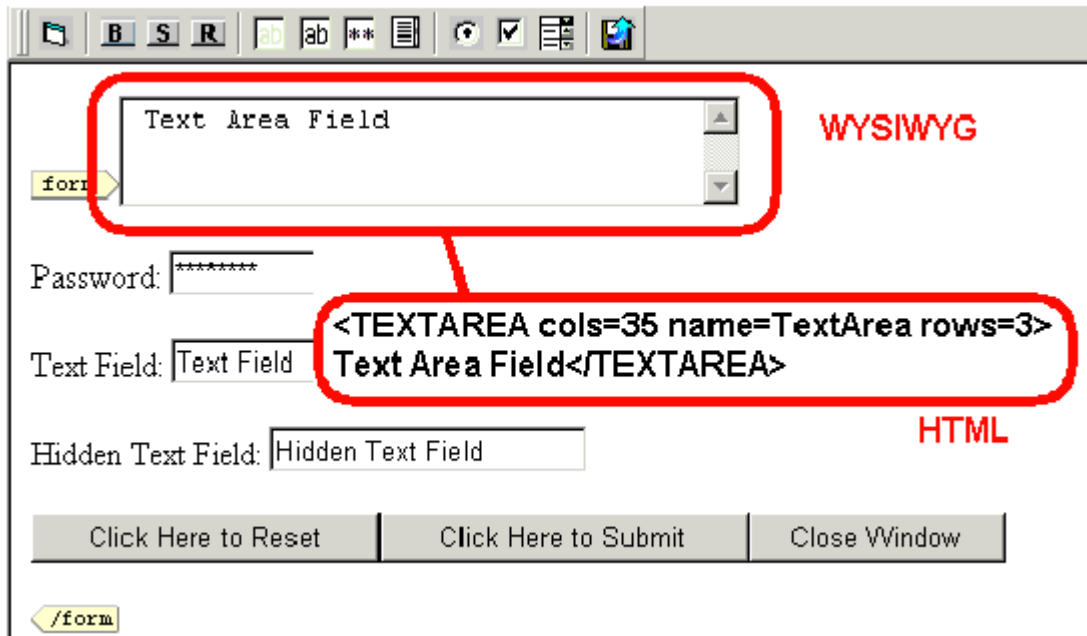 B S R ab ab **
Text Area Field
WYSIWYG
form
Password: ********
<TEXTAREA cols=35 name=TextArea rows=3>
Text Area Field</TEXTAREA>
Text Field: Text Field
HTML
Hidden Text Field: Hidden Text Field
Click Here to Reset Click Here to Submit Close Window
/form